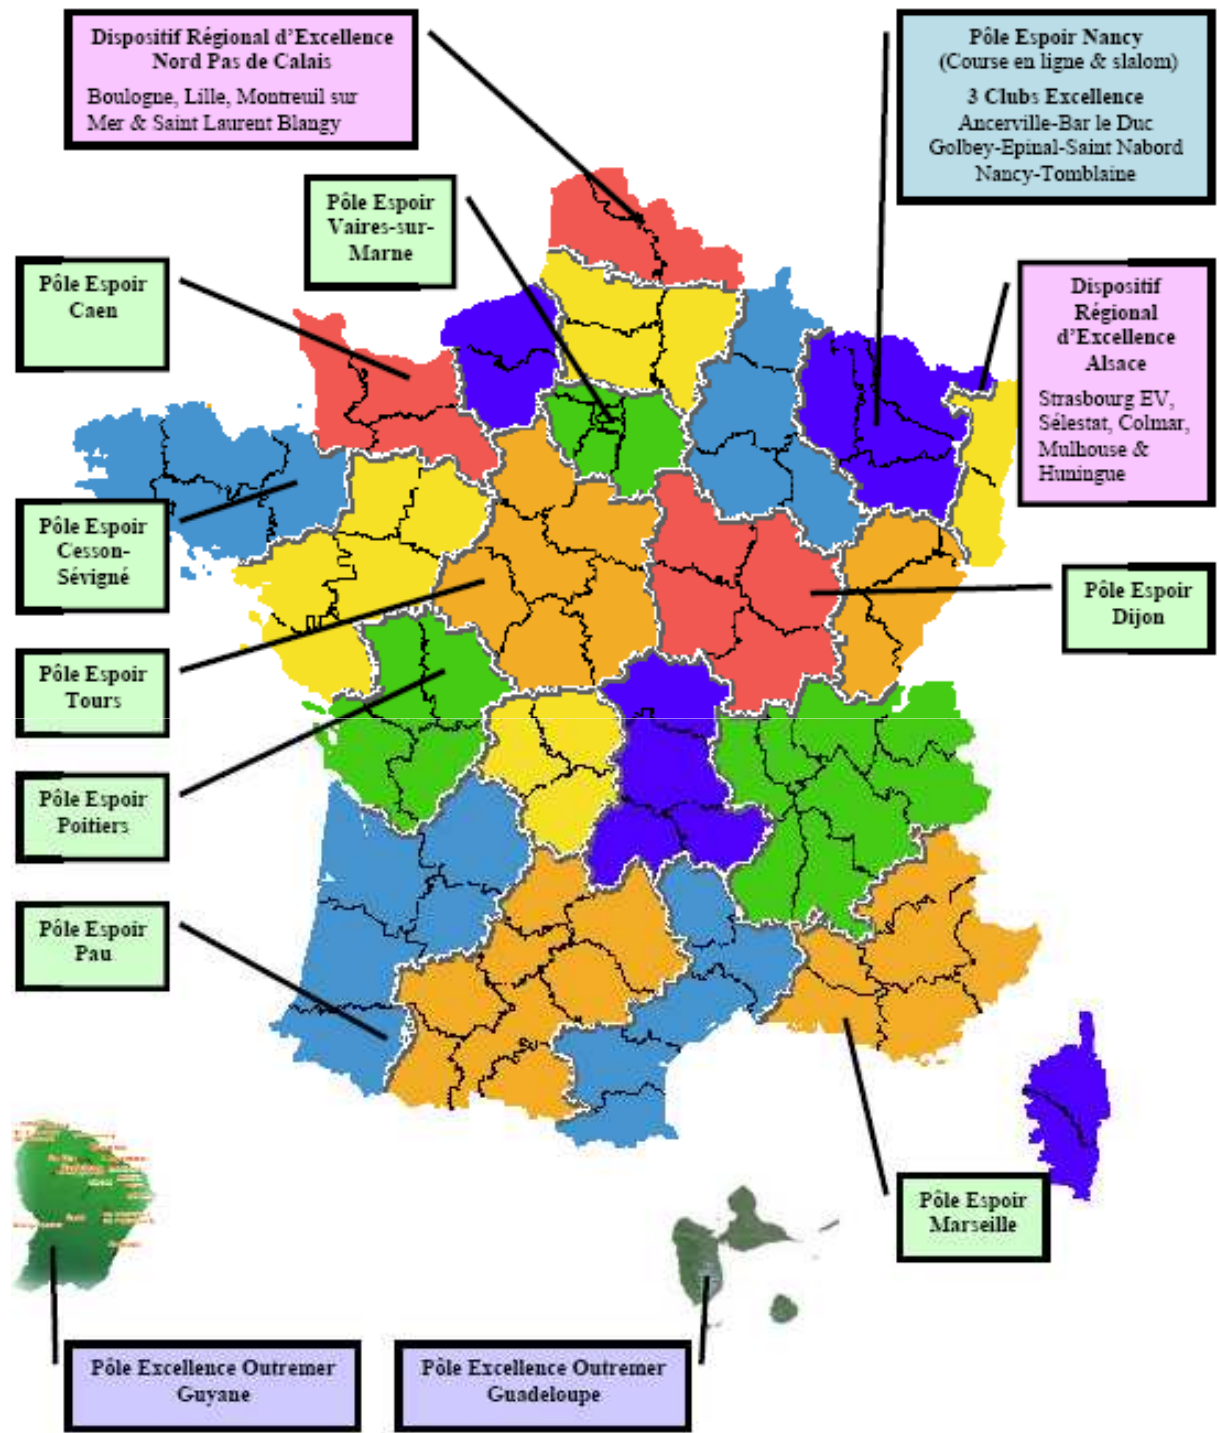 Dispositif Régional d'Excellence
Nord Pas de Calais
Boulogne, Lille, Montreuil sur
Mer & Saint Laurent Blangy
Pôle Espoir Nancy
(Course en ligne & slalom)
3 Clubs Excellence
Ancerville-Bar le Duc
Golbey-Epinal-Saint Nabord
Nancy-Tomblaine
Pôle Espoir
Vaires-sur-
Marne
Pôle Espoir
Caen
Dispositif
Régional
d'Excellence
Alsace
Strasbourg EV,
Sélestat, Colmar,
Mulhouse &
Huningue
Pôle Espoir
Cesson-
Sévigné
Pôle Espoir
Dijon
Pôle Espoir
Tours
Pôle Espoir
Poitiers
Pôle Espoir
Pau
Pôle Espoir
Marseille
Pôle Excellence Outremer
Guyane
Pôle Excellence Outremer
Guadeloupe